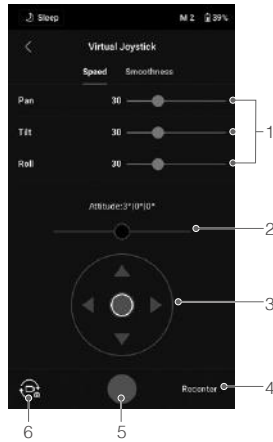 Sleep M 2 39%
Virtual Joystick
Speed Smoothness
Pan 30
1
Tilt 30
Roll 30
Attitude:3°|0°|0°
2
3
Recenter 4
6 5